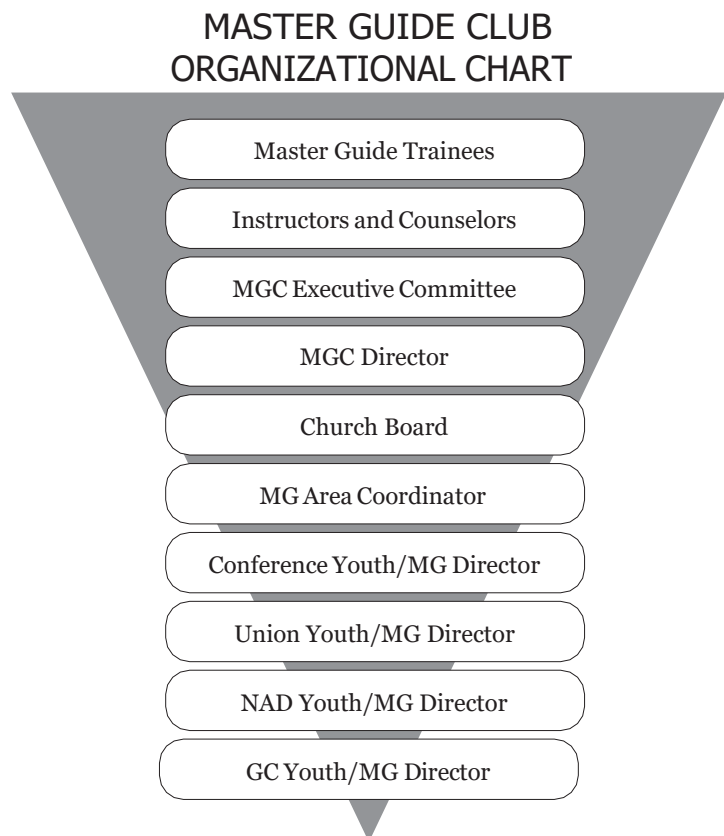 MASTER GUIDE CLUB
ORGANIZATIONAL CHART
Master Guide Trainees
Instructors and Counselors
MGC Executive Committee
MGC Director
Church Board
MG Area Coordinator
Conference Youth/MG Director
Union Youth/MG Director
NAD Youth/MG Director
GC Youth/MG Director